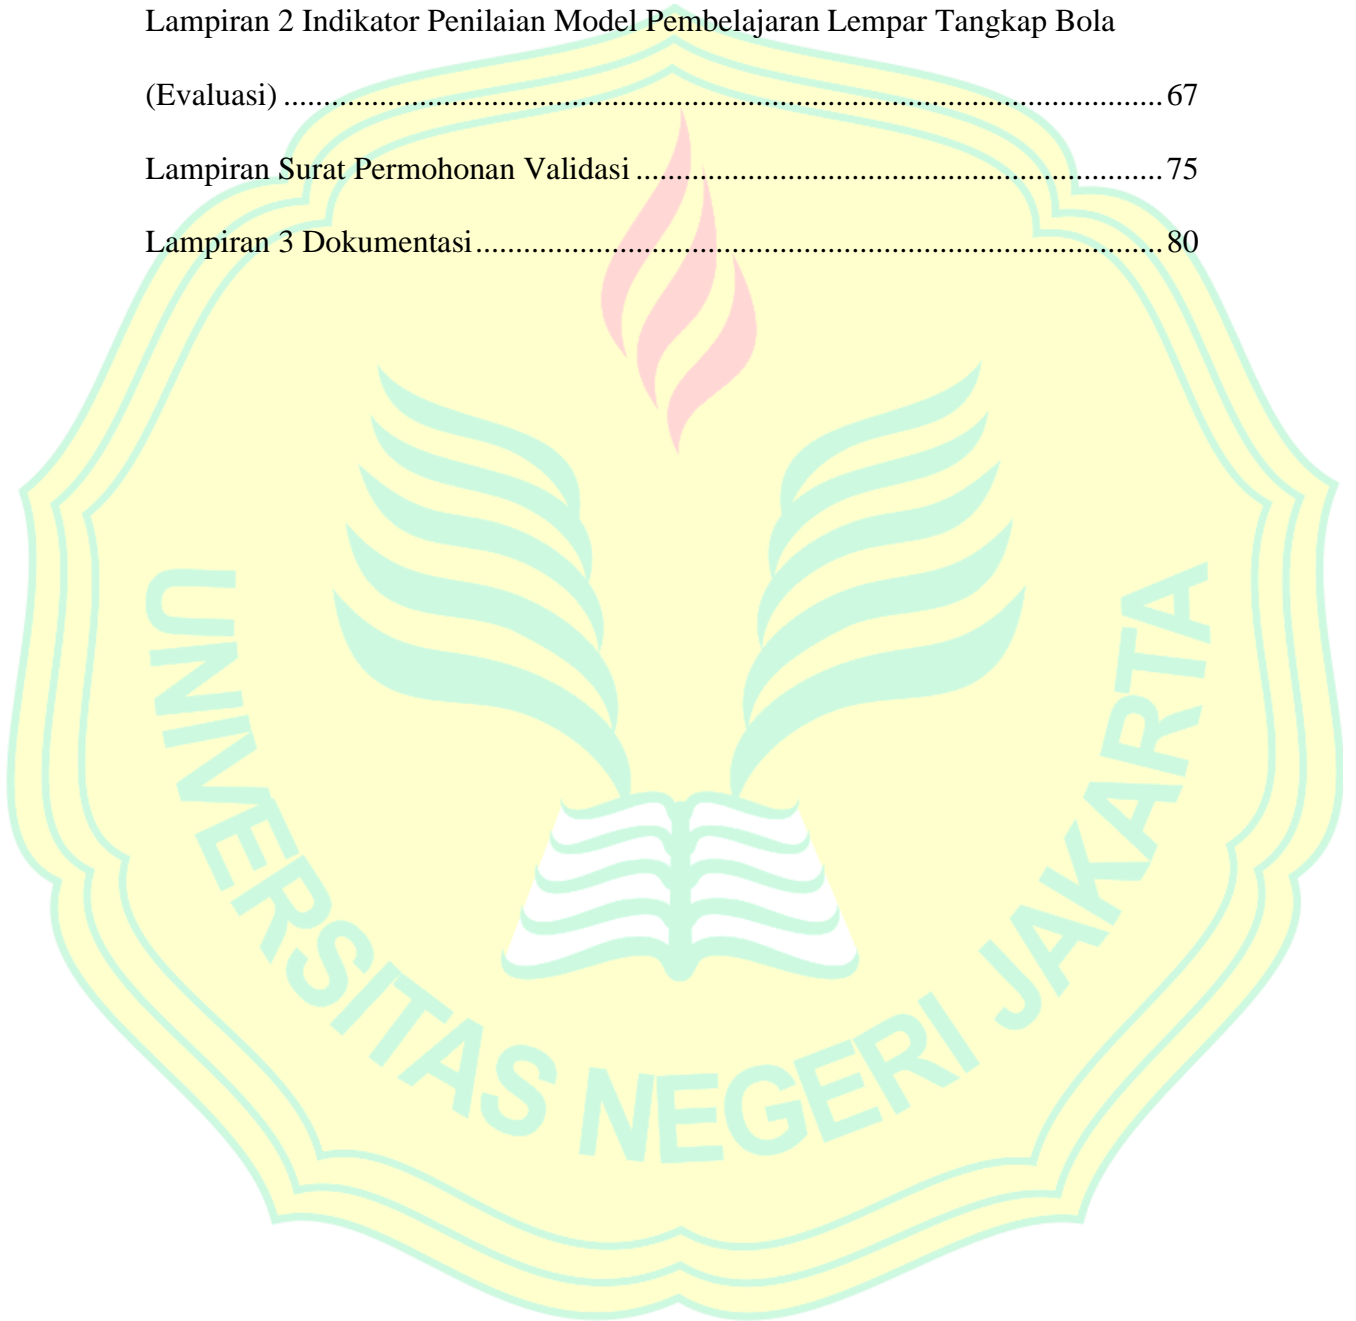 Lampiran 2 Indikator Penilaian Model Pembelajaran Lempar Tangkap Bola
(Evaluasi) .............................................................................................................. 67
Lampiran Surat Permohonan Validasi .................................................................. 75
Lampiran 3 Dokumentasi ...................................................................................... 80
UNIVERSITAS NEGERI JAKARTA